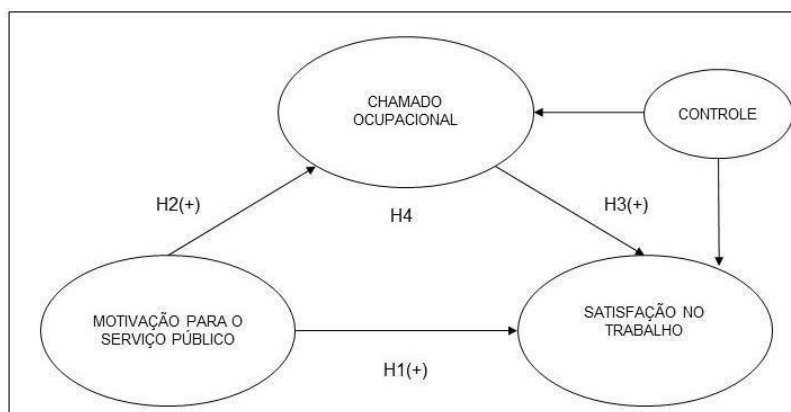 CHAMADO
OCUPACIONAL
CONTROLE
H2(+)
H4
H3(+)
MOTIVAÇÃO PARA O
SERVIÇO PÚBLICO
SATISFAÇÃO NO
TRABALHO
H1(+)